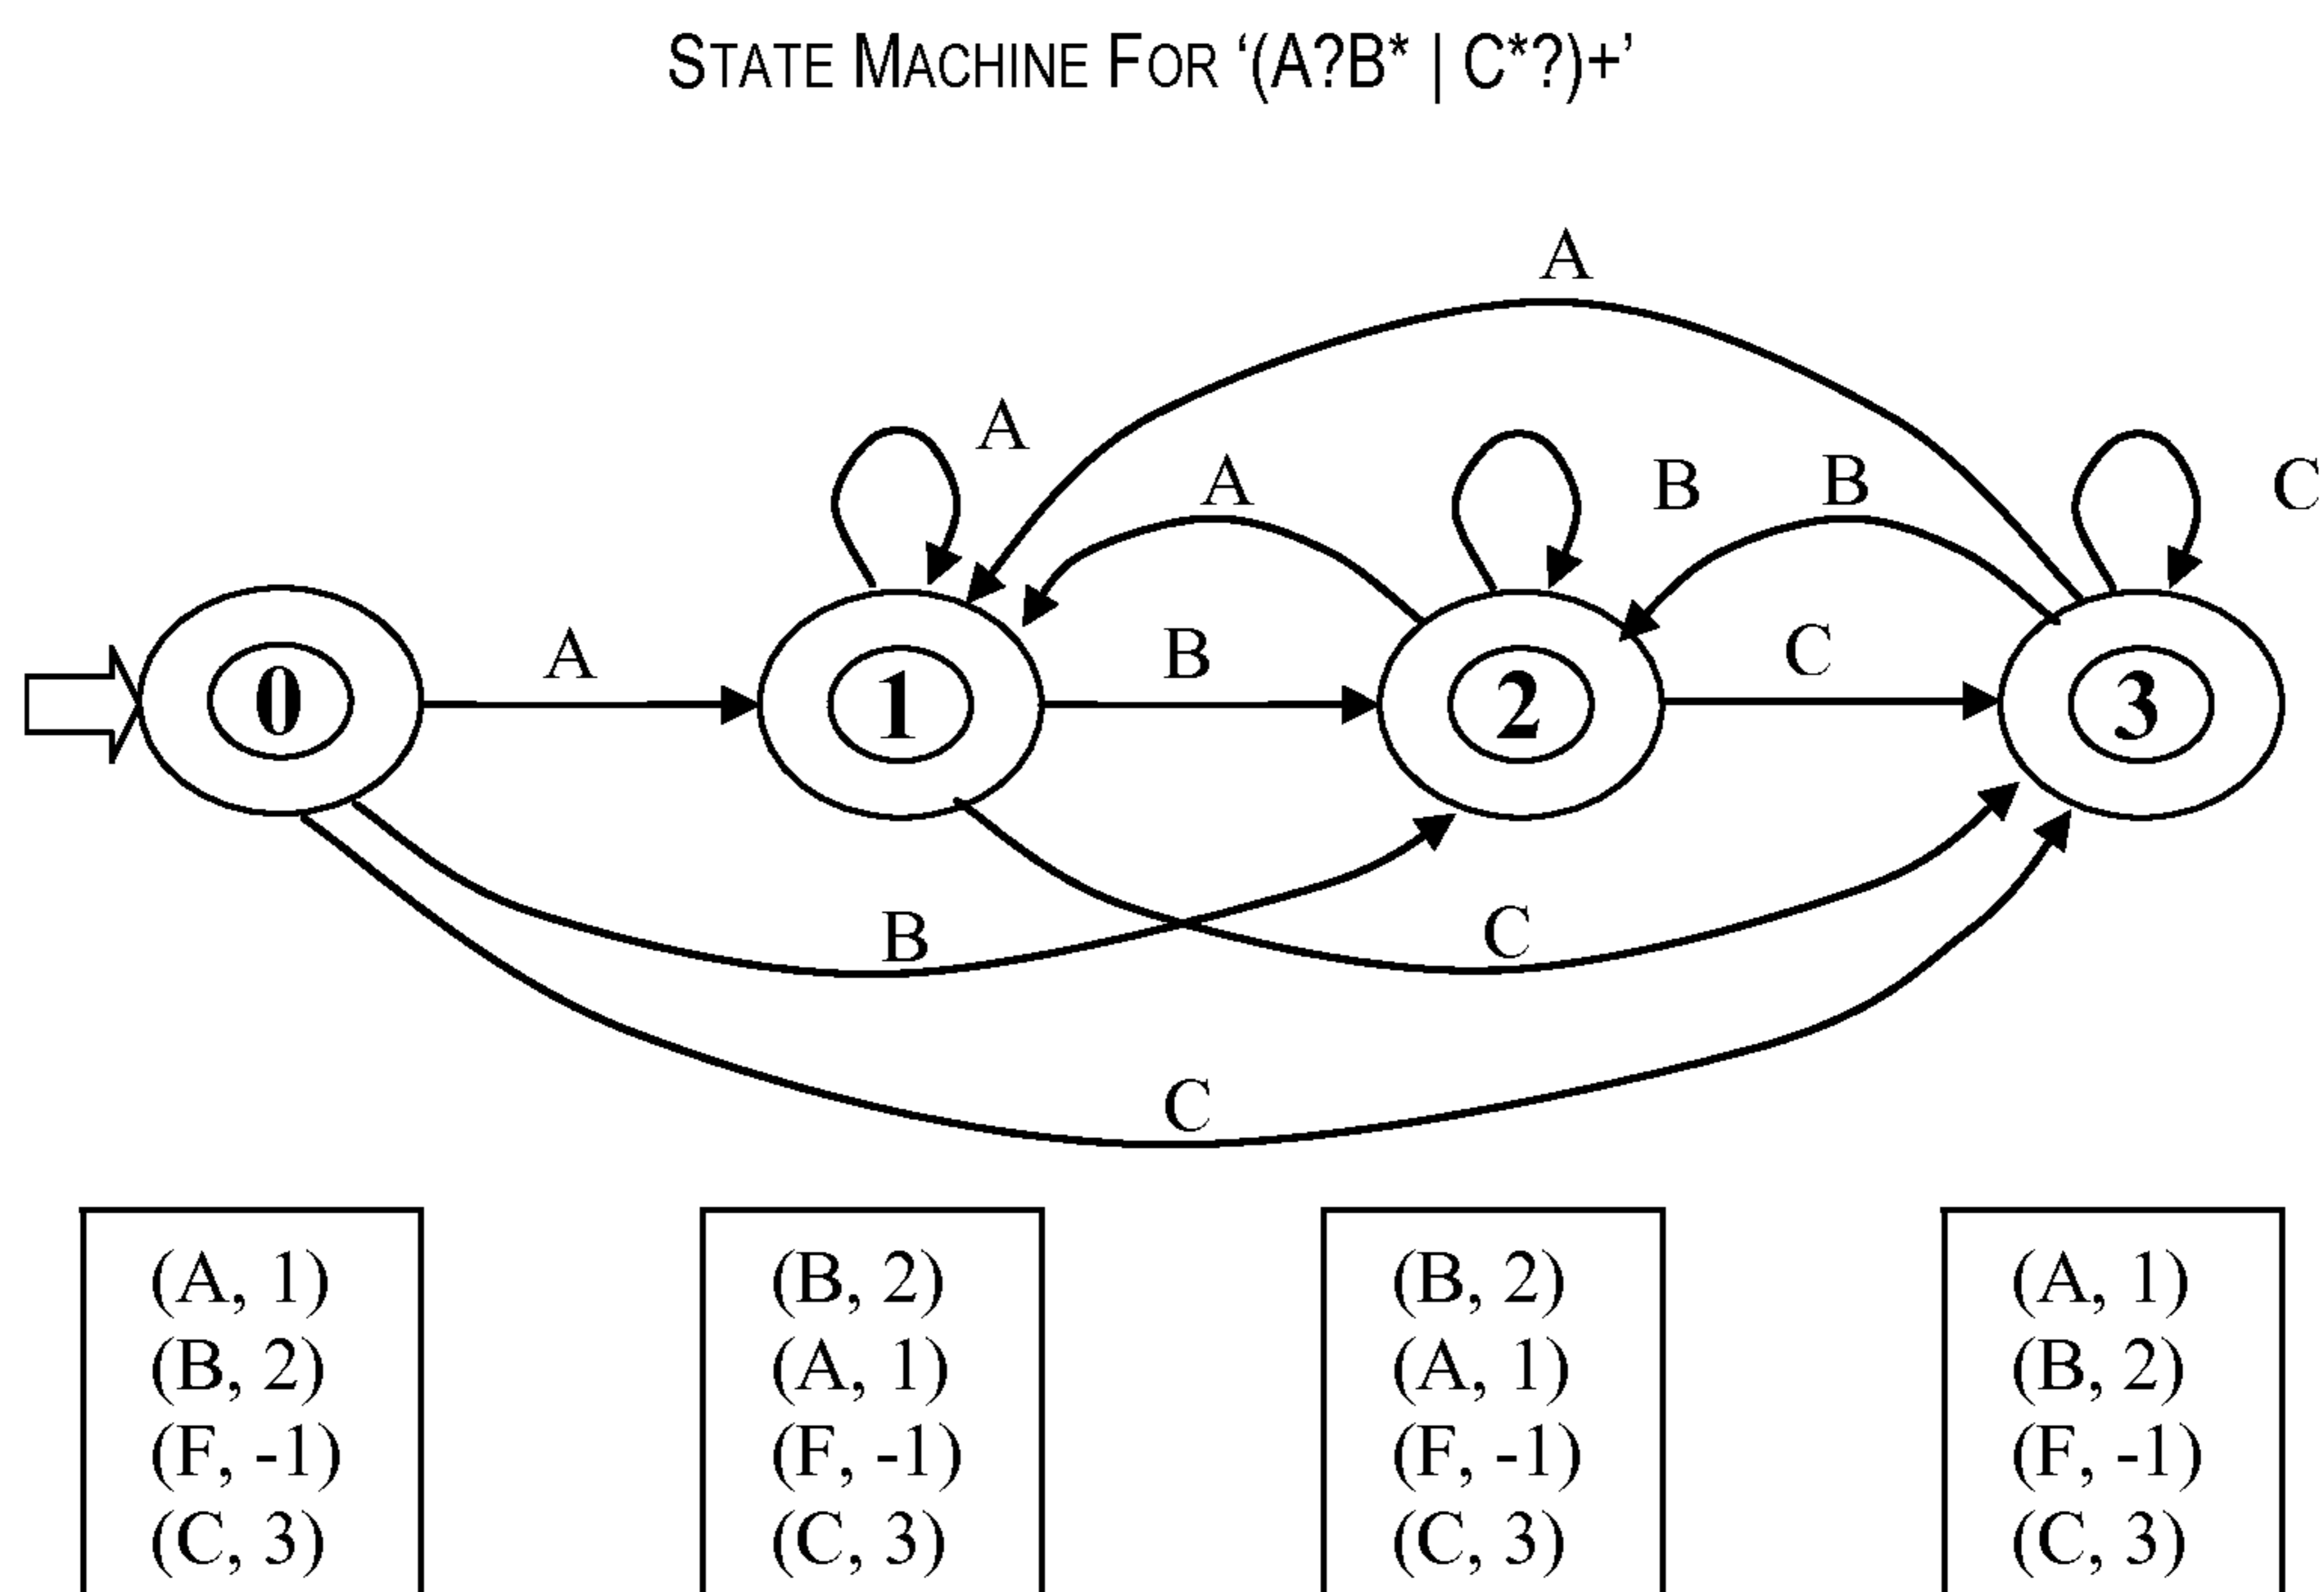 STATE MACHINE FOR ‘(A?B* | C*?)+’
A
A
A
B
B
C
A
B
C
0
1
2
3
B
C
C
(A, 1)
(B, 2)
(F, -1)
(C, 3)
(B, 2)
(A, 1)
(F, -1)
(C, 3)
(B, 2)
(A, 1)
(F, -1)
(C, 3)
(A, 1)
(B, 2)
(F, -1)
(C, 3)